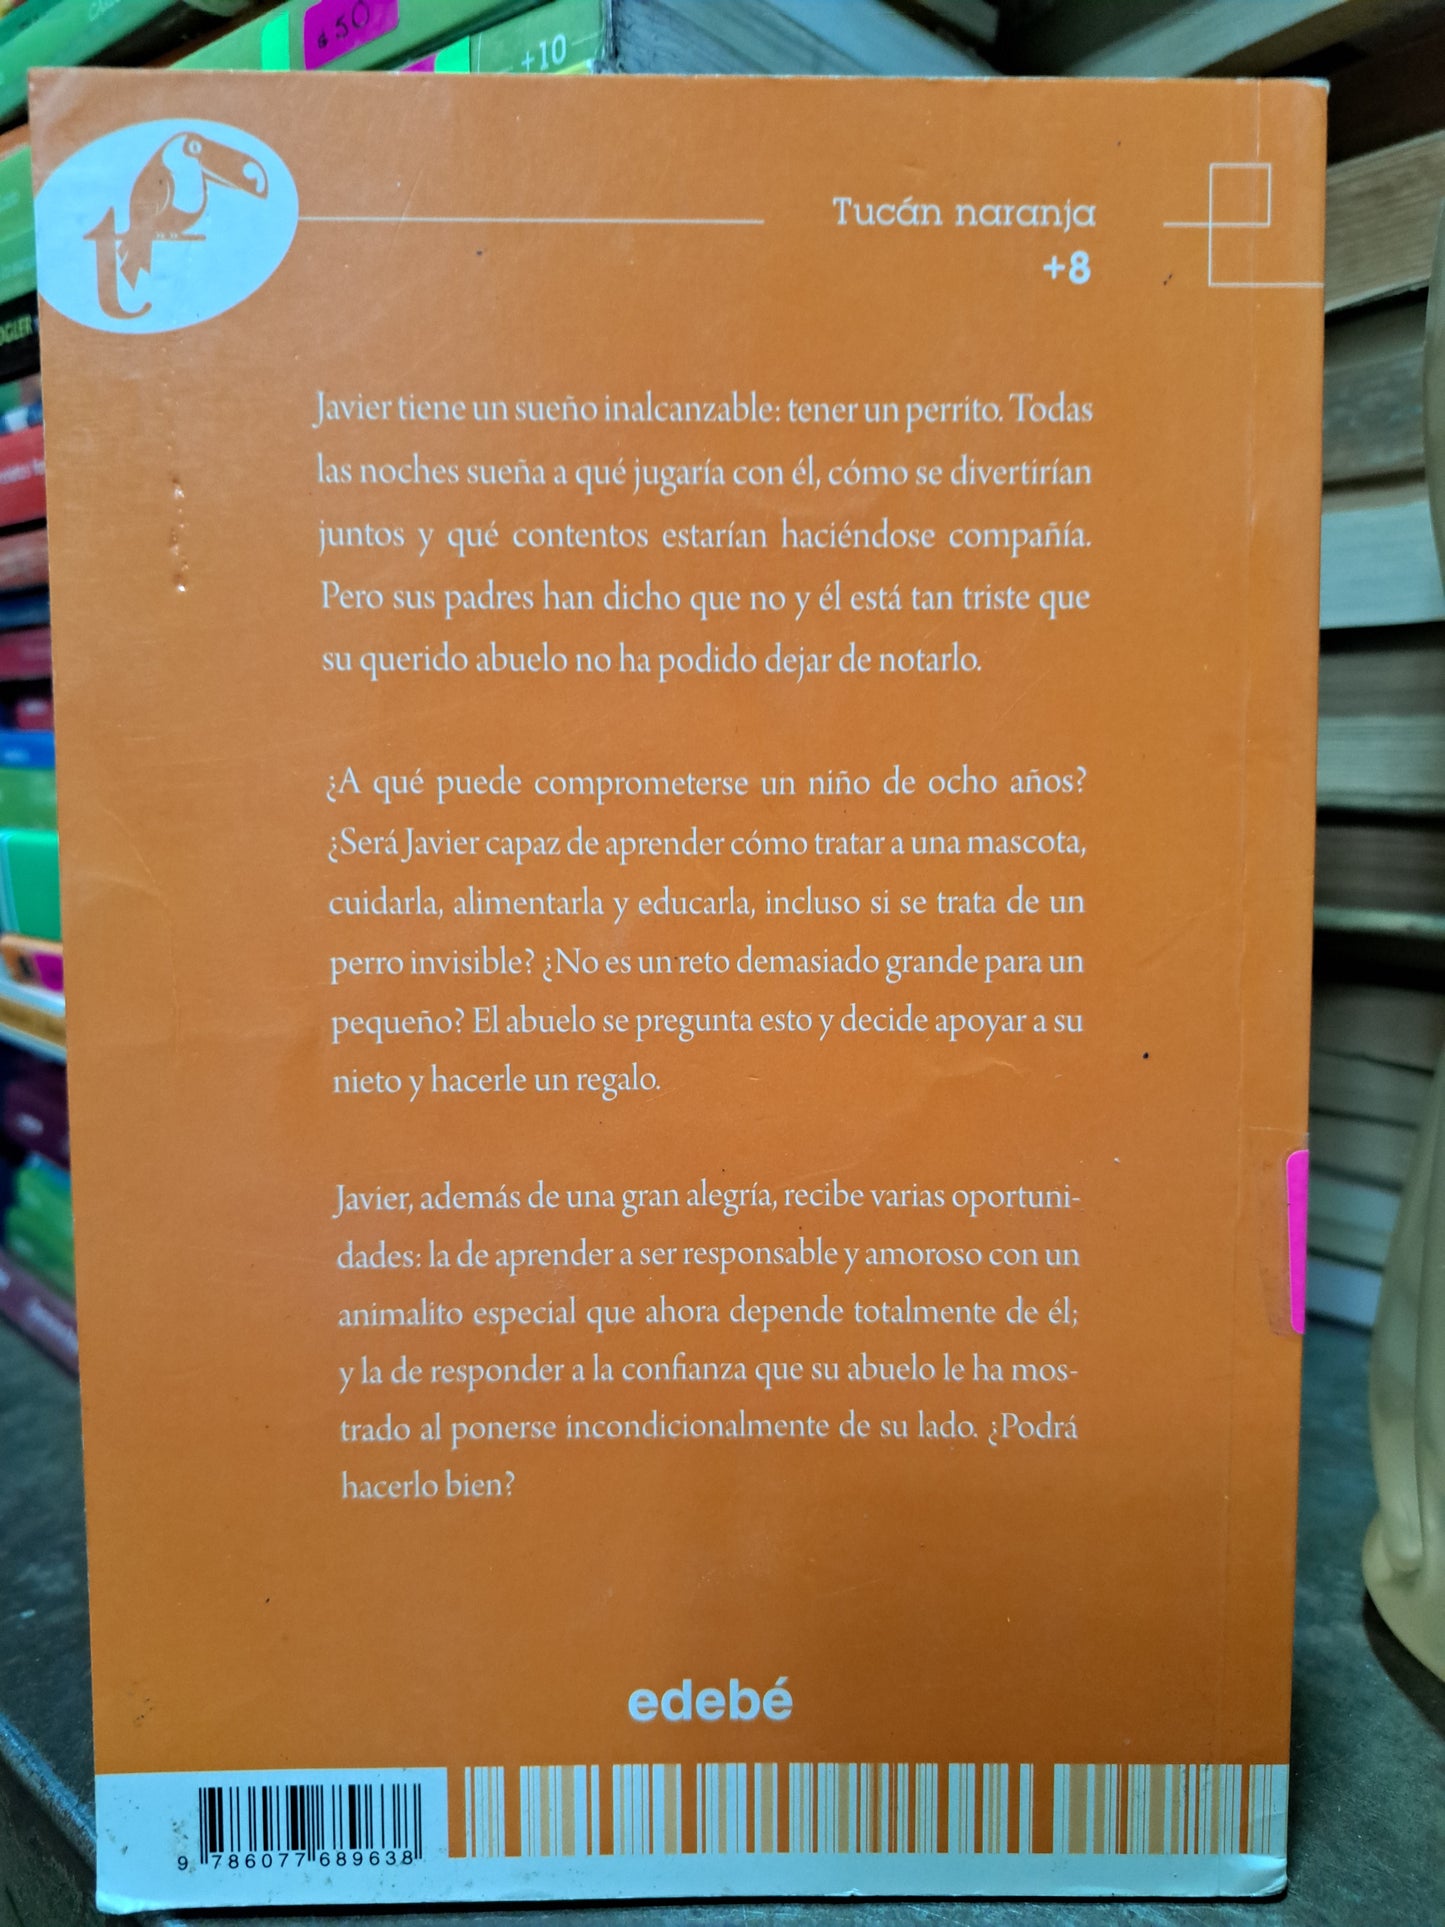 $50
+10
OGLER
t
Tucán naranja
+8
Javier tiene un sueño inalcanzable: tener un perrito. Todas
las noches sueña a qué jugaría con él, cómo se divertirían
juntos y qué contentos estarían haciéndose compañía.
Pero sus padres han dicho que no y él está tan triste que
su querido abuelo no ha podido dejar de notarlo.
¿A qué puede comprometerse un niño de ocho años?
¿Será Javier capaz de aprender cómo tratar a una mascota,
cuidarla, alimentarla y educarla, incluso si se trata de un
perro invisible? ¿No es un reto demasiado grande para un
pequeño? El abuelo se pregunta esto y decide apoyar a su
nieto y hacerle un regalo.
Javier, además de una gran alegría, recibe varias oportuni-
dades: la de aprender a ser responsable y amoroso con un
animalito especial que ahora depende totalmente de él;
y la de responder a la confianza que su abuelo le ha mos-
trado al ponerse incondicionalmente de su lado. ¿Podrá
hacerlo bien?
edebé
9 786077 689638